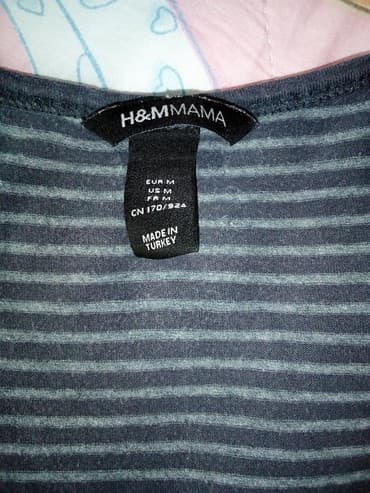 H&MMAMA
EUR M
US M
FR M
CN 170/92A
MADE IN
TURKEY